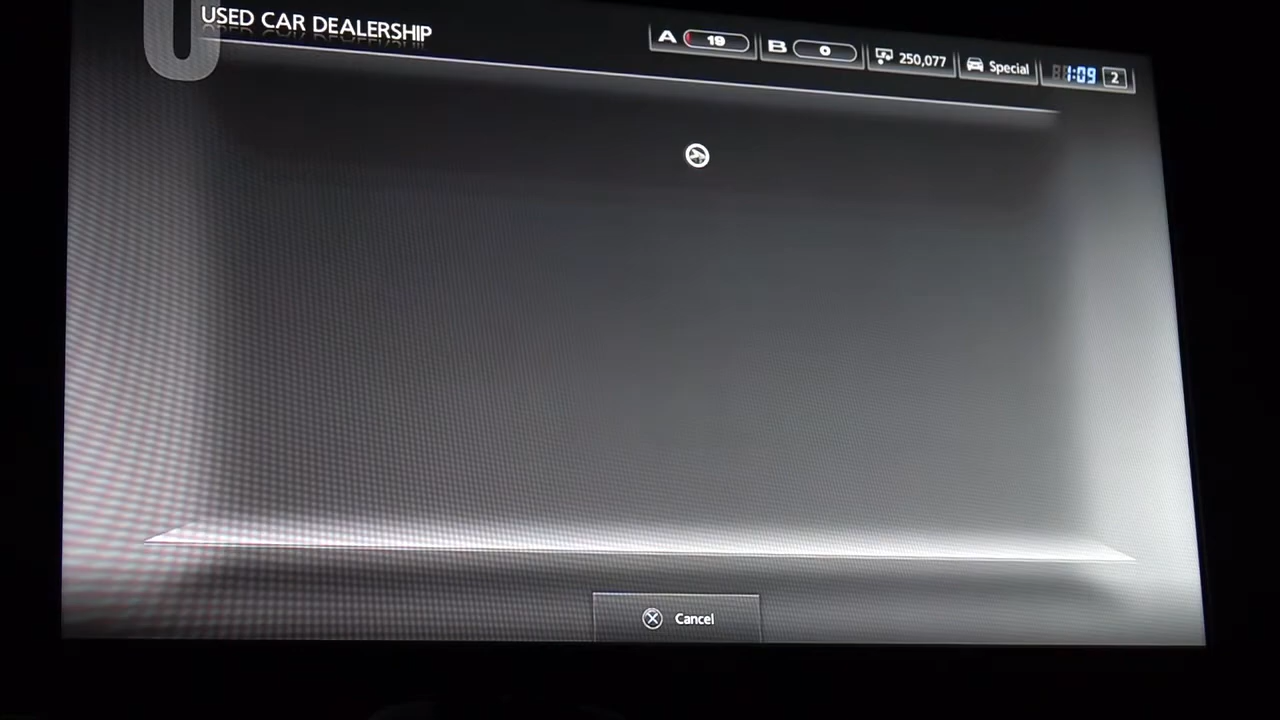 U
USED CAR DEALERSHIP
A 19
B 0
250,077
Special
1:09 2
Cancel